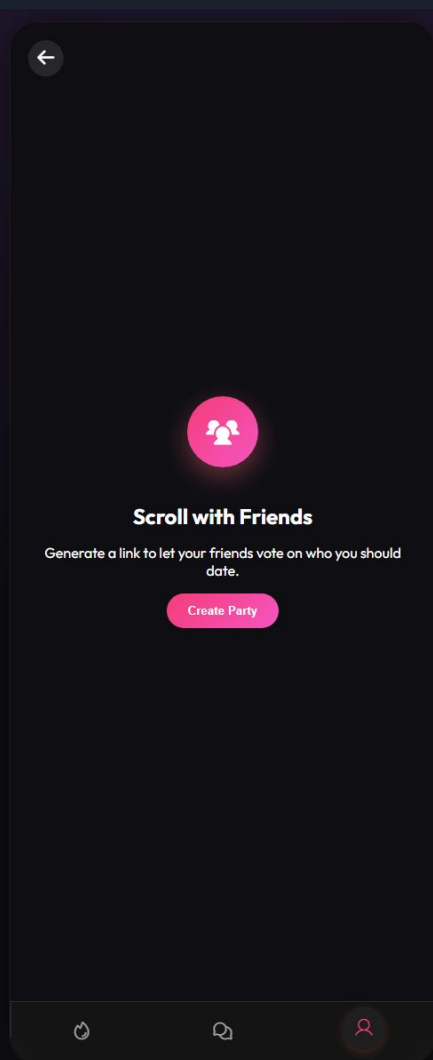 Scroll with Friends
Generate a link to let your friends vote on who you should
date.
Create Party